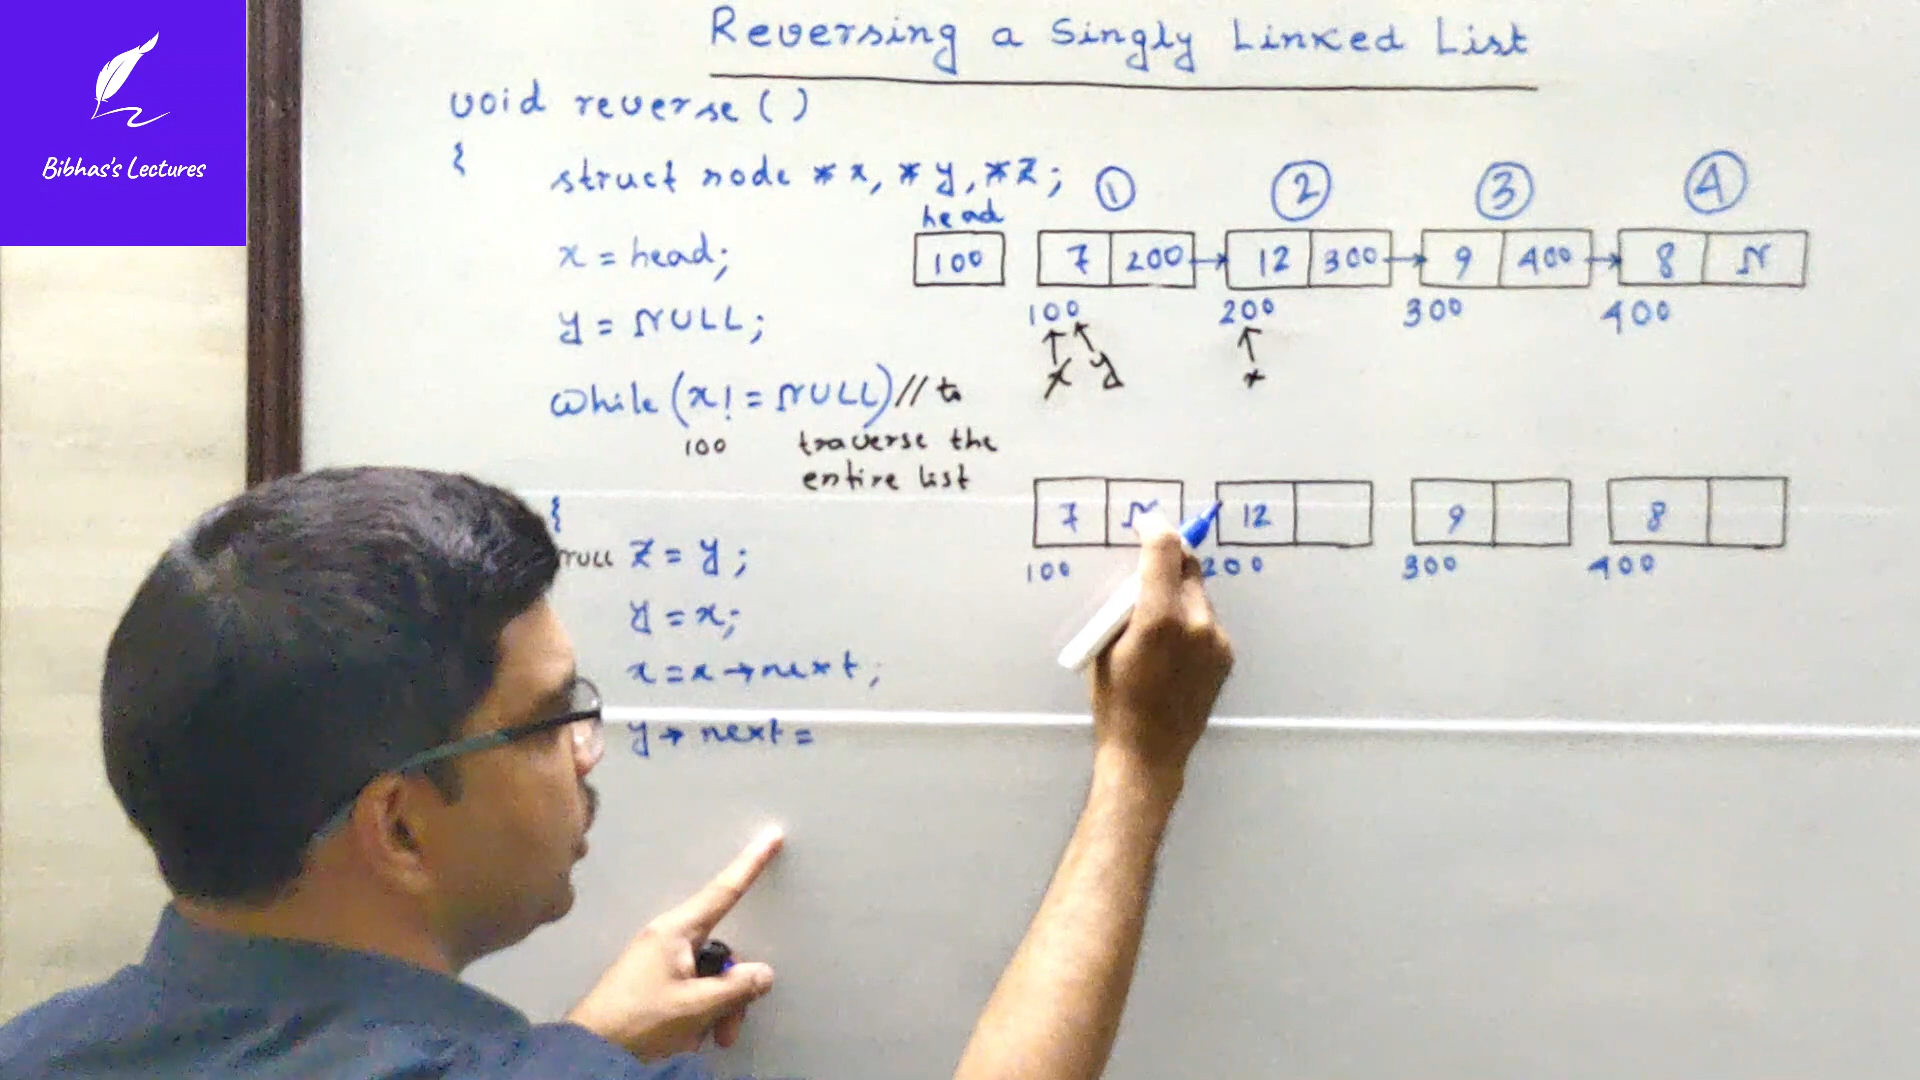 Reversing a Singly Linked List
Bibhas's Lectures
void reverse()
{
struct node *x, *y, *z;
1 2 3 4
head
x = head;
100 7 200 12 300 9 400 8 N
100 200 300 400
y = NULL;
x y x
while (x! = NULL) // to
100 traverse the
entire list
{
7 N 12 9 8
100 200 300 400
NULL z = y;
y = x;
x = x→next;
y→next =